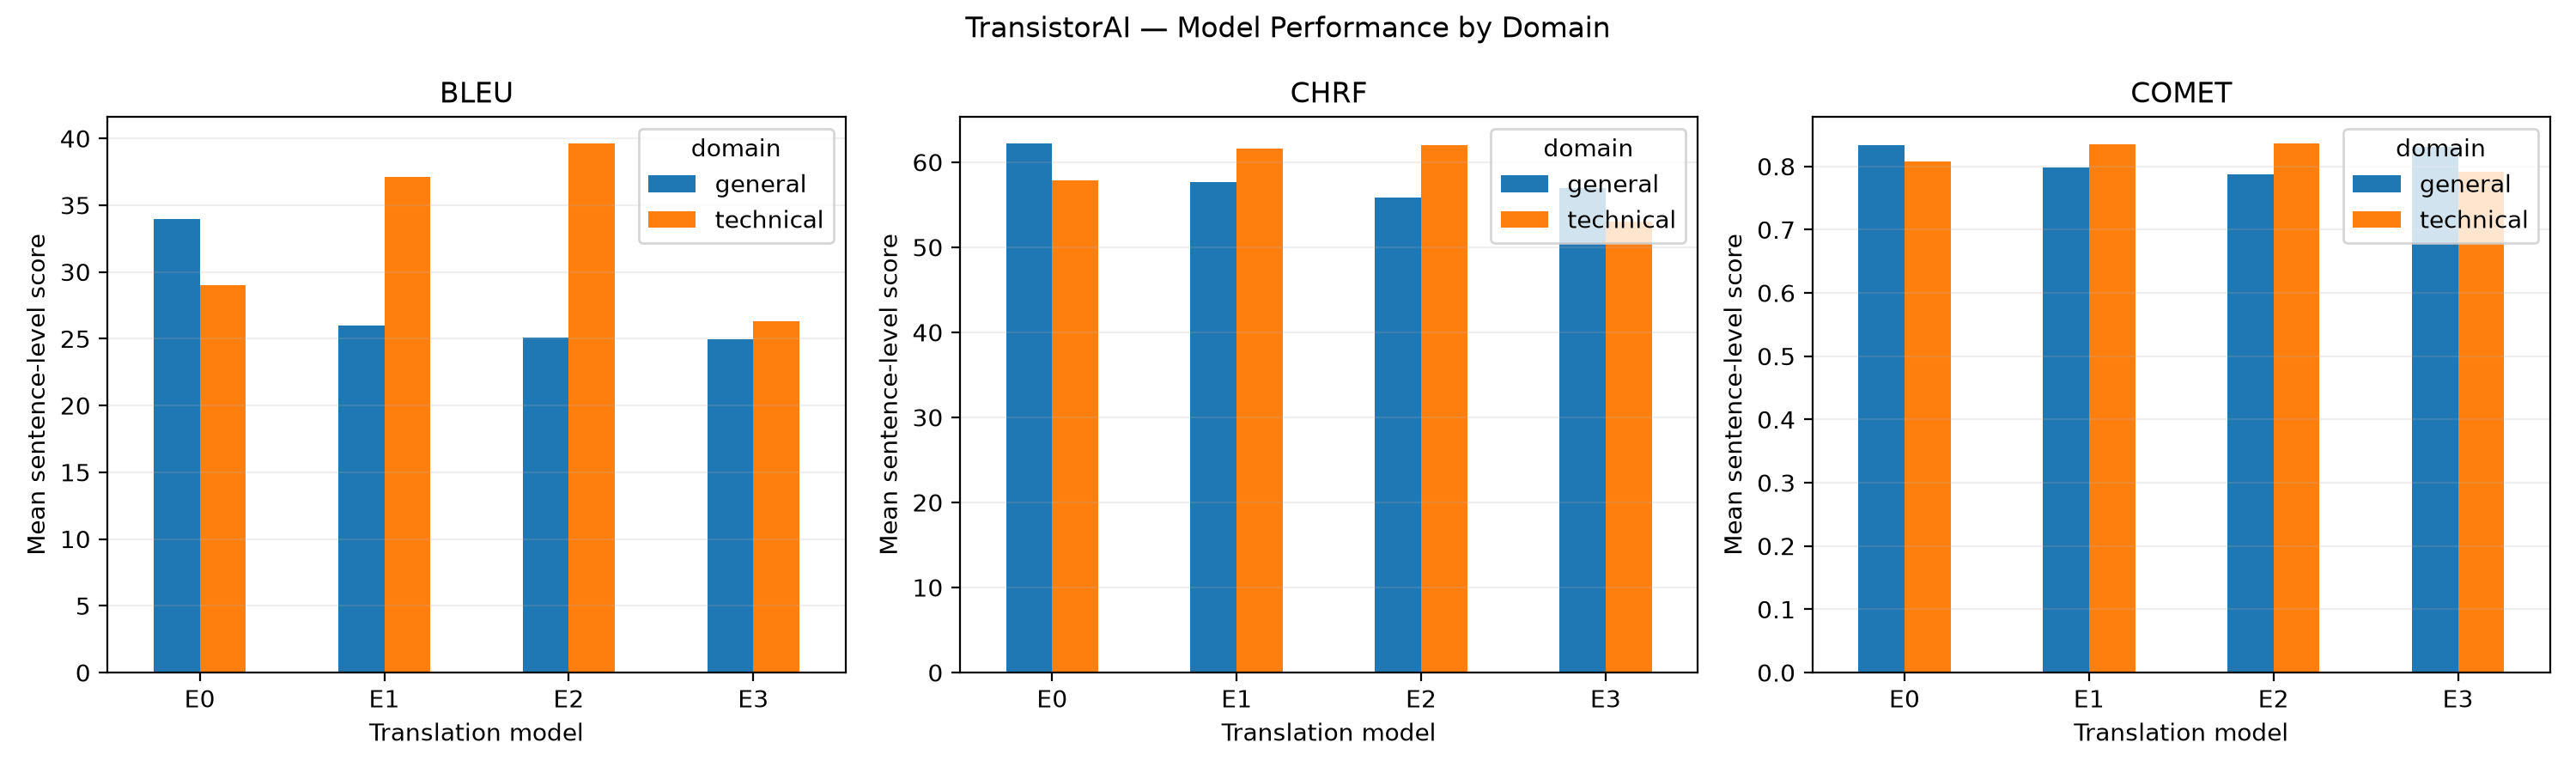 TransistorAI — Model Performance by Domain
BLEU
Mean sentence-level score
40
35
30
25
20
15
10
5
0
domain
general
technical
E0 E1 E2 E3
Translation model
CHRF
Mean sentence-level score
60
50
40
30
20
10
0
domain
general
technical
E0 E1 E2 E3
Translation model
COMET
Mean sentence-level score
0.8
0.7
0.6
0.5
0.4
0.3
0.2
0.1
0.0
domain
general
technical
E0 E1 E2 E3
Translation model